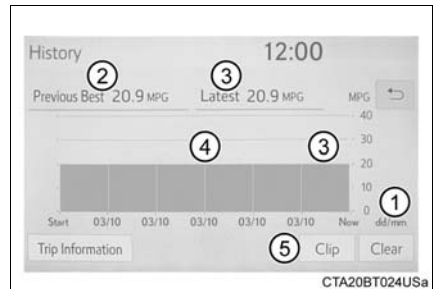 History 12:00
② ③
Previous Best 20.9 MPG Latest 20.9 MPG MPG
40
④ ③ 30
20
10
① 
0
Start 03/10 03/10 03/10 03/10 03/10 Now dd/mm
Trip Information ⑤ Clip Clear
CTA20BT024USa